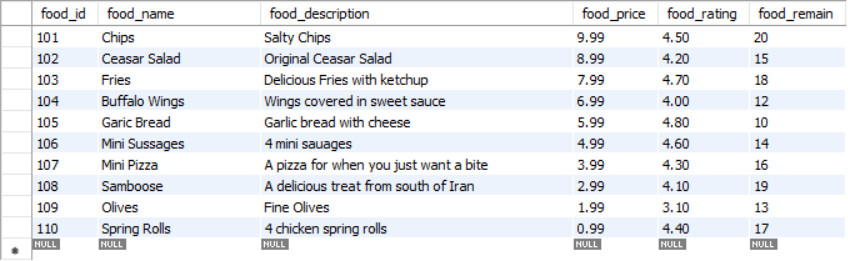 food_id food_name food_description food_price food_rating food_remain
101 Chips Salty Chips 9.99 4.50 20
102 Ceasar Salad Original Ceasar Salad 8.99 4.20 15
103 Fries Delicious Fries with ketchup 7.99 4.70 18
104 Buffalo Wings Wings covered in sweet sauce 6.99 4.00 12
105 Garic Bread Garlic bread with cheese 5.99 4.80 10
106 Mini Sussages 4 mini sauages 4.99 4.60 14
107 Mini Pizza A pizza for when you just want a bite 3.99 4.30 16
108 Samboose A delicious treat from south of Iran 2.99 4.10 19
109 Olives Fine Olives 1.99 3.10 13
110 Spring Rolls 4 chicken spring rolls 0.99 4.40 17
NULL NULL NULL NULL NULL NULL